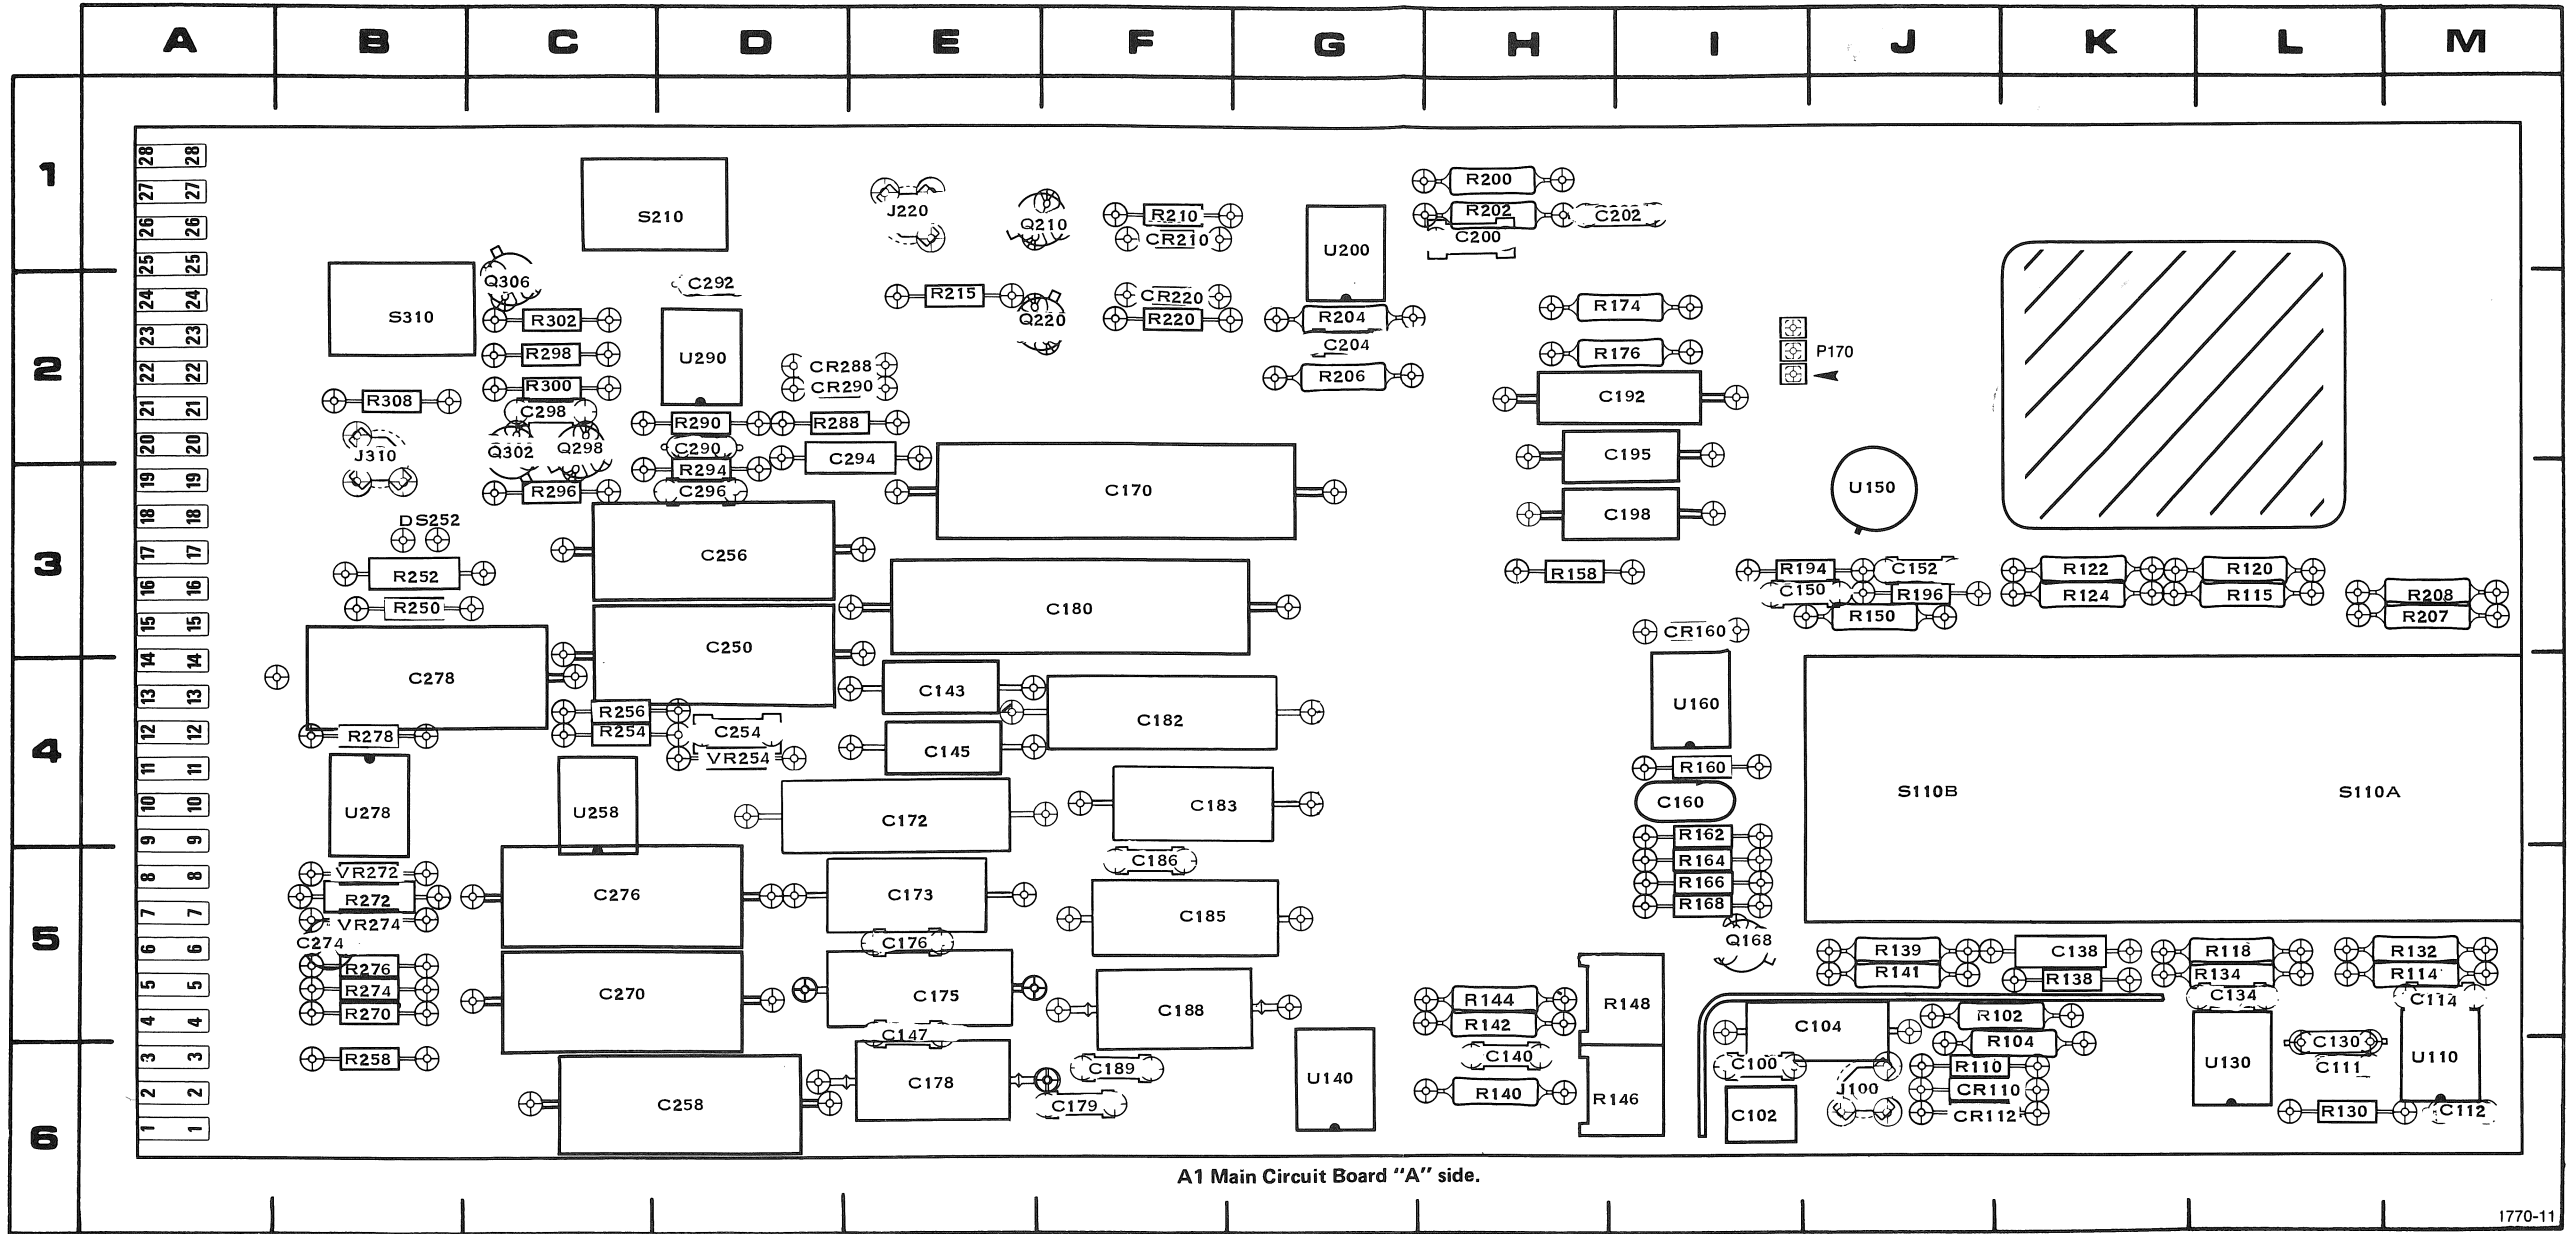 A B C D E F G H I J K L M
1
2
3
4
5
6
28 28
27 27
26 26
25 25
24 24
23 23
22 22
21 21
20 20
19 19
18 18
17 17
16 16
15 15
14 14
13 13
12 12
11 11
10 10
9 9
8 8
7 7
6 6
5 5
4 4
3 3
2 2
1 1
S210
J220
Q210
R210
CR210
U200
R200
R202
C202
C200
Q306
C292
S310
R302
R298
R300
C298
R308
J310
Q302
Q298
R296
U290
CR288
CR290
R290
R288
C290
C294
R294
C296
R215
Q220
CR220
R220
R204
C204
R206
R174
R176
C192
C195
C198
P170
U150
DS252
R252
R250
C256
C250
C170
C180
R158
R194
C152
C150
R196
R150
CR160
R122
R124
R120
R115
R208
R207
C278
R278
R256
R254
C254
VR254
C143
C145
C182
U160
R160
C160
S110B
S110A
U278
U258
C172
C183
R162
R164
R166
R168
Q168
VR272
R272
VR274
C274
R276
R274
R270
R258
C276
C270
C258
C173
C176
C175
C147
C178
C186
C185
C188
C189
C179
U140
R144
R142
C140
R140
R148
R146
R139
R141
C138
R138
R118
R134
C134
R132
R114
C114
C104
C100
C102
J100
R102
R104
R110
CR110
CR112
U130
C130
C111
R130
U110
C112
A1 Main Circuit Board "A" side.
1770-11